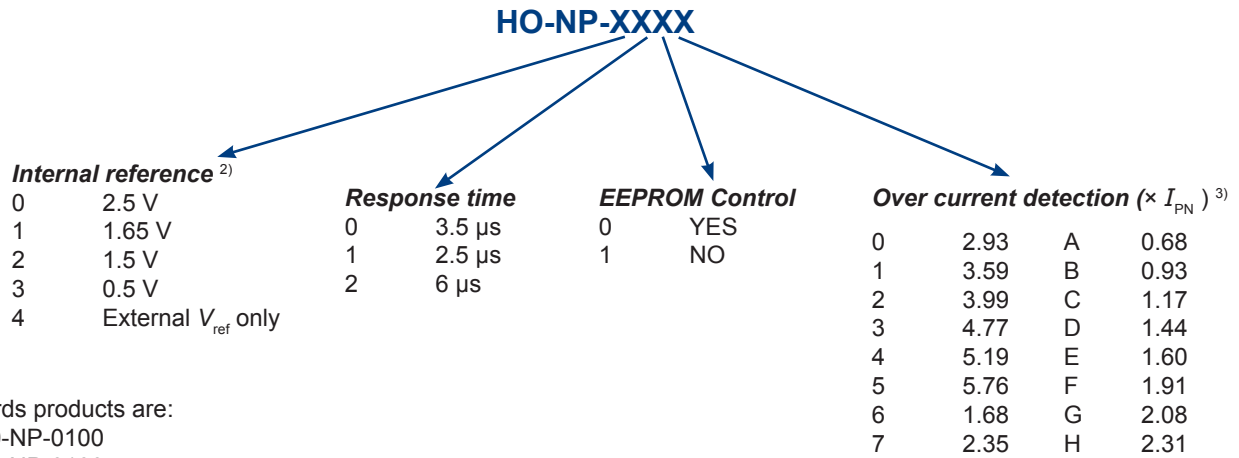 HO-NP-XXXX
Internal reference 2)
0 2.5 V
1 1.65 V
2 1.5 V
3 0.5 V
4 External Vref only
Response time
0 3.5 µs
1 2.5 µs
2 6 µs
EEPROM Control
0 YES
1 NO
Over current detection (× IPN ) 3)
0 2.93 A 0.68
1 3.59 B 0.93
2 3.99 C 1.17
3 4.77 D 1.44
4 5.19 E 1.60
5 5.76 F 1.91
6 1.68 G 2.08
7 2.35 H 2.31
rds products are:
-NP-0100